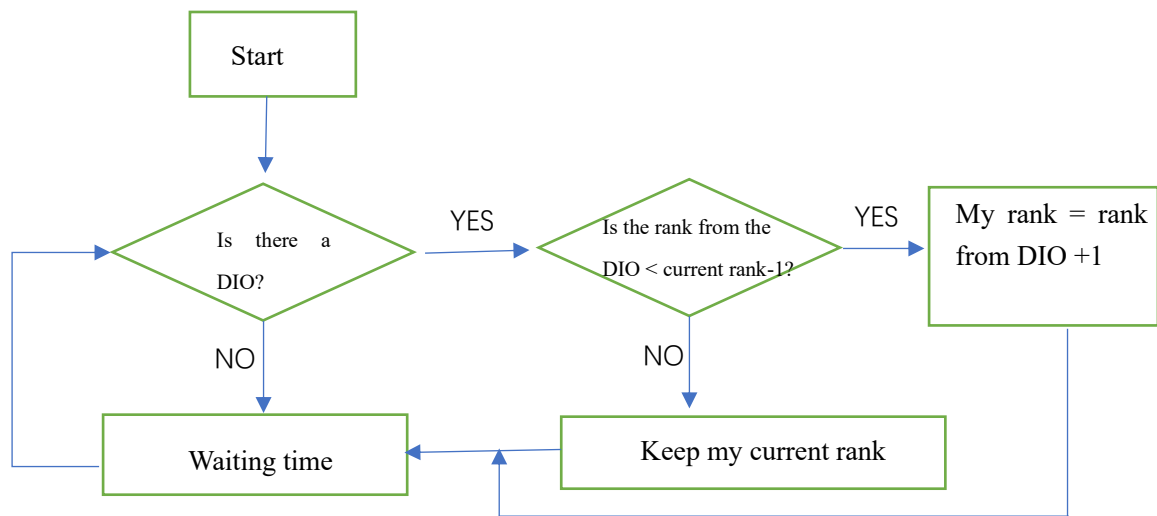 Start
Is there a
DIO?
YES
Is the rank from the
DIO < current rank-1?
YES
My rank = rank
from DIO +1
NO
NO
Waiting time
Keep my current rank